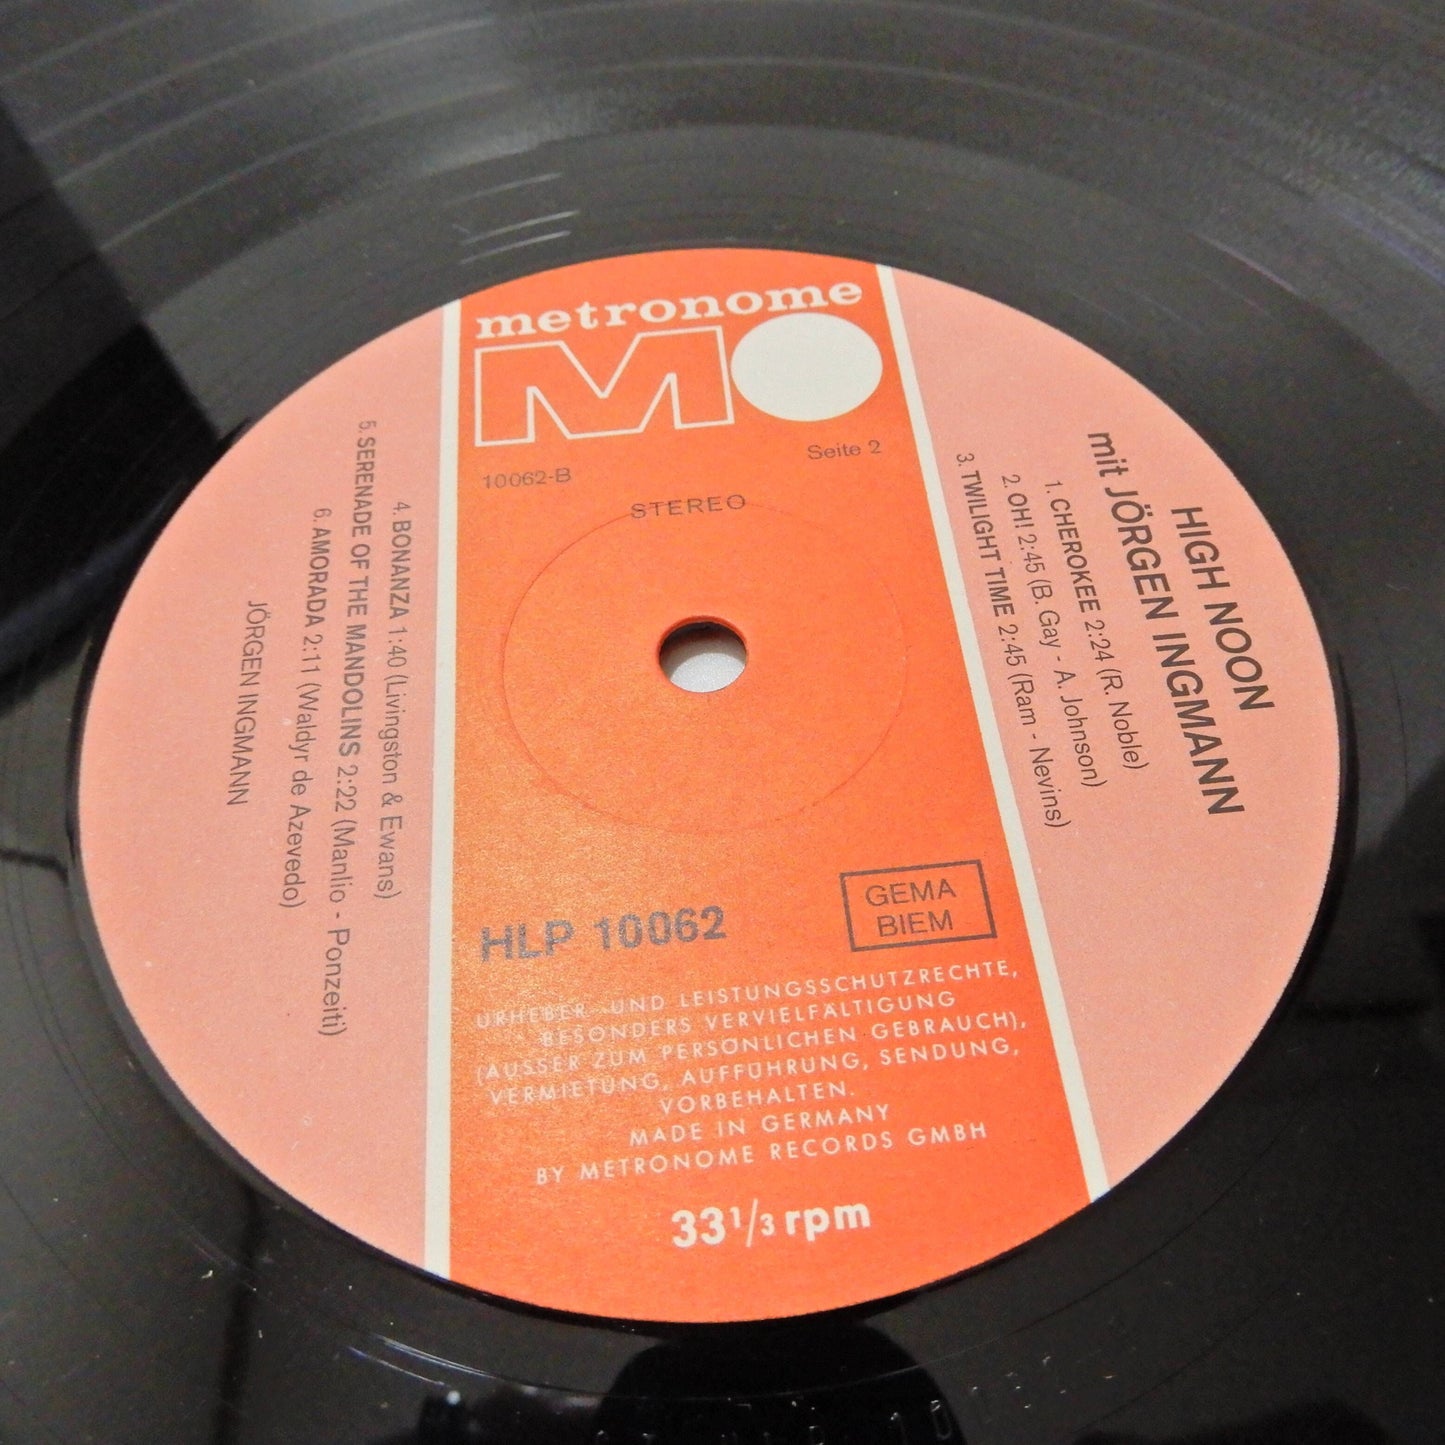 metronome
MO
10062-B
Seite 2
STEREO
HIGH NOON
mit JÖRGEN INGMANN
1. CHEROKEE 2:24 (R. Noble)
2. OH! 2:45 (B. Gay - A. Johnson)
3. TWILIGHT TIME 2:45 (Ram - Nevins)
4. BONANZA 1:40 (Livingston & Ewans)
5. SERENADE OF THE MANDOLINS 2:22 (Manlio - Ponzeiti)
6. AMORADA 2:11 (Waldyr de Azevedo)
JÖRGEN INGMANN
HLP 10062
GEMA
BIEM
URHEBER- UND LEISTUNGSSCHUTZRECHTE,
BESONDERS VERVIELFÄLTIGUNG
(AUSSER ZUM PERSÖNLICHEN GEBRAUCH),
VERMIETUNG, AUFFÜHRUNG, SENDUNG,
VORBEHALTEN.
MADE IN GERMANY
BY METRONOME RECORDS GMBH
33 1/3 rpm